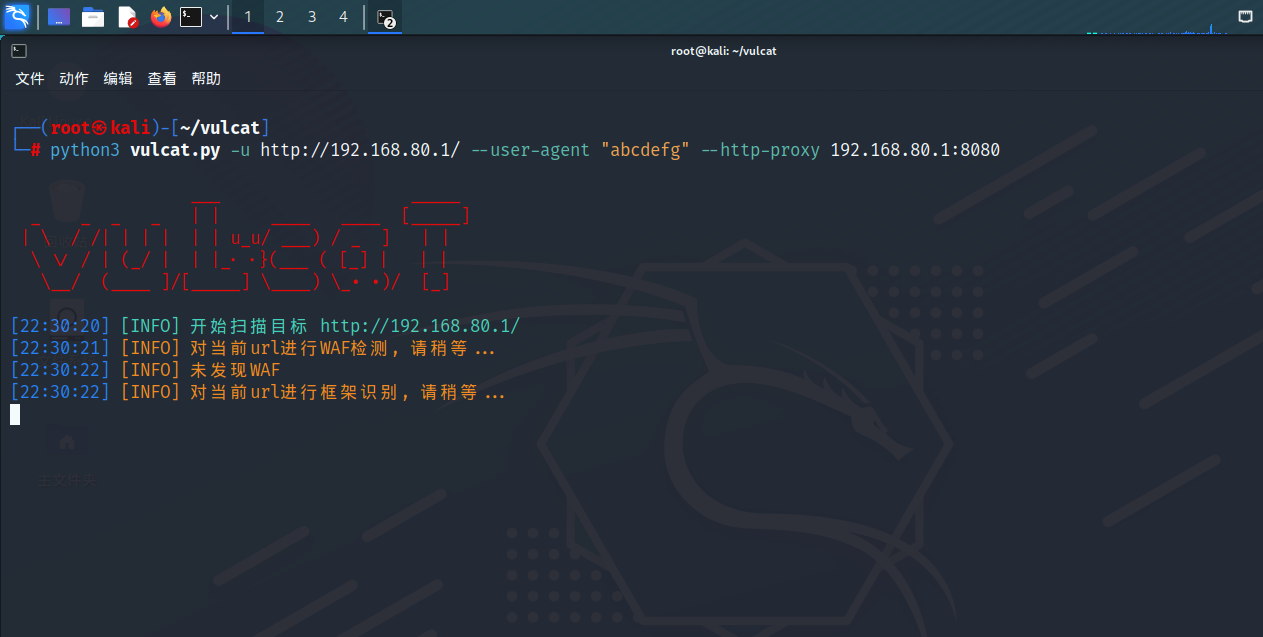 1 2 3 4 2
root@kali: ~/vulcat
文件 动作 编辑 查看 帮助
┌──(root㉿kali)-[~/vulcat]
└─# python3 vulcat.py -u http://192.168.80.1/ --user-agent "abcdefg" --http-proxy 192.168.80.1:8080
[22:30:20] [INFO] 开始扫描目标 http://192.168.80.1/
[22:30:21] [INFO] 对当前url进行WAF检测, 请稍等...
[22:30:22] [INFO] 未发现WAF
[22:30:22] [INFO] 对当前url进行框架识别, 请稍等...
主文件夹